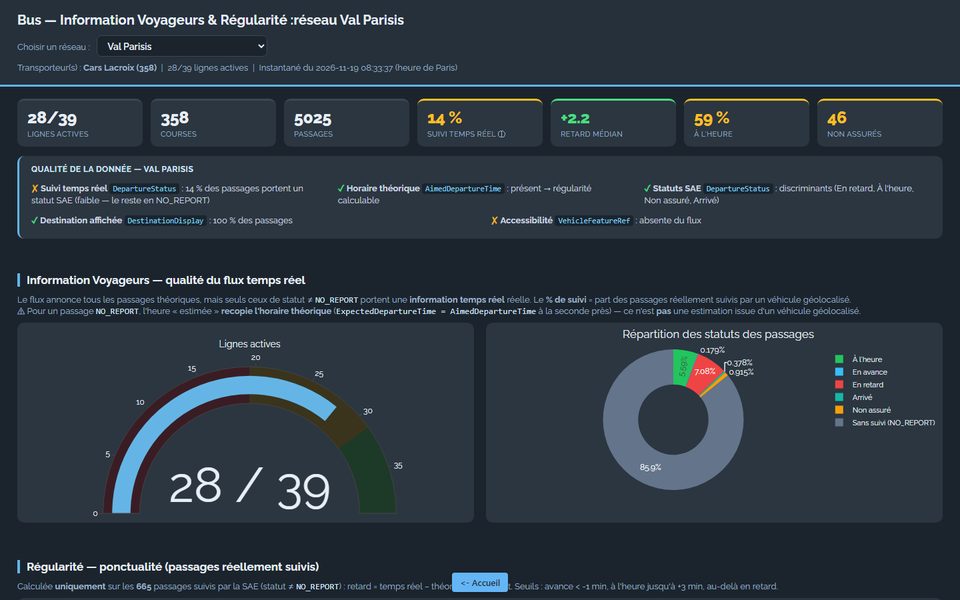 Bus — Information Voyageurs & Régularité :réseau Val Parisis
Choisir un réseau : Val Parisis
Transporteur(s) : Cars Lacroix (358) | 28/39 lignes actives | Instantané du 2026-11-19 08:33:37 (heure de Paris)
28/39
LIGNES ACTIVES
358
COURSES
5025
PASSAGES
14 %
SUIVI TEMPS RÉEL ⓘ
+2.2
RETARD MÉDIAN
59 %
À L'HEURE
46
NON ASSURÉS
QUALITÉ DE LA DONNÉE — VAL PARISIS
✗ Suivi temps réel DepartureStatus : 14 % des passages portent un
statut SAE (faible — le reste en NO_REPORT)
✓ Horaire théorique AimedDepartureTime : présent → régularité
calculable
✓ Statuts SAE DepartureStatus : discriminants (En retard, À l'heure,
Non assuré, Arrivé)
✓ Destination affichée DestinationDisplay : 100 % des passages
✗ Accessibilité VehicleFeatureRef : absente du flux
Information Voyageurs — qualité du flux temps réel
Le flux annonce tous les passages théoriques, mais seuls ceux de statut ≠ NO_REPORT portent une information temps réel réelle. Le % de suivi = part des passages réellement suivis par un véhicule géolocalisé.
⚠ Pour un passage NO_REPORT, l'heure « estimée » recopie l'horaire théorique (ExpectedDepartureTime = AimedDepartureTime à la seconde près) — ce n'est pas une estimation issue d'un véhicule géolocalisé.
Lignes actives
0
5
10
15
20
25
30
35
28 / 39
Répartition des statuts des passages
5.59%
0.179%
7.08%
0.378%
0.915%
85.9%
À l'heure
En avance
En retard
Arrivé
Non assuré
Sans suivi (NO_REPORT)
Régularité — ponctualité (passages réellement suivis)
Calculée uniquement sur les 665 passages suivis par la SAE (statut ≠ NO_REPORT) : retard = temps réel − théor
t. Seuils : avance < -1 min, à l'heure jusqu'à +3 min, au-delà en retard.
<- Accueil